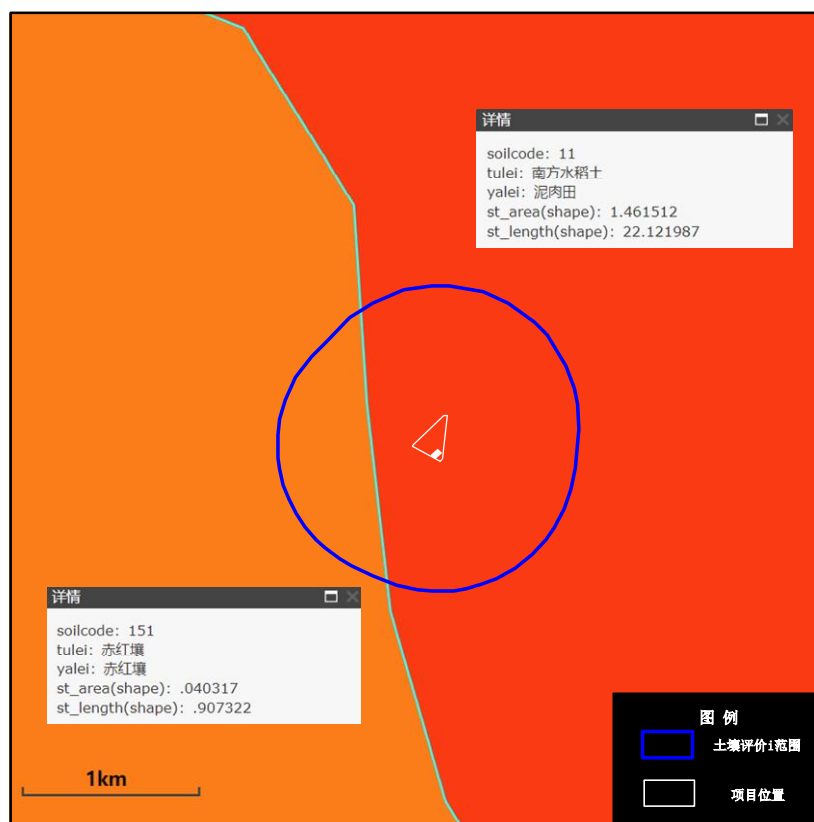 详情
soilcode: 11
tulei: 南方水稻土
yalei: 泥肉田
st_area(shape): 1.461512
st_length(shape): 22.121987
详情
soilcode: 151
tulei: 赤红壤
yalei: 赤红壤
st_area(shape): .040317
st_length(shape): .907322
1km
图 例
土壤评价i范围
项目位置